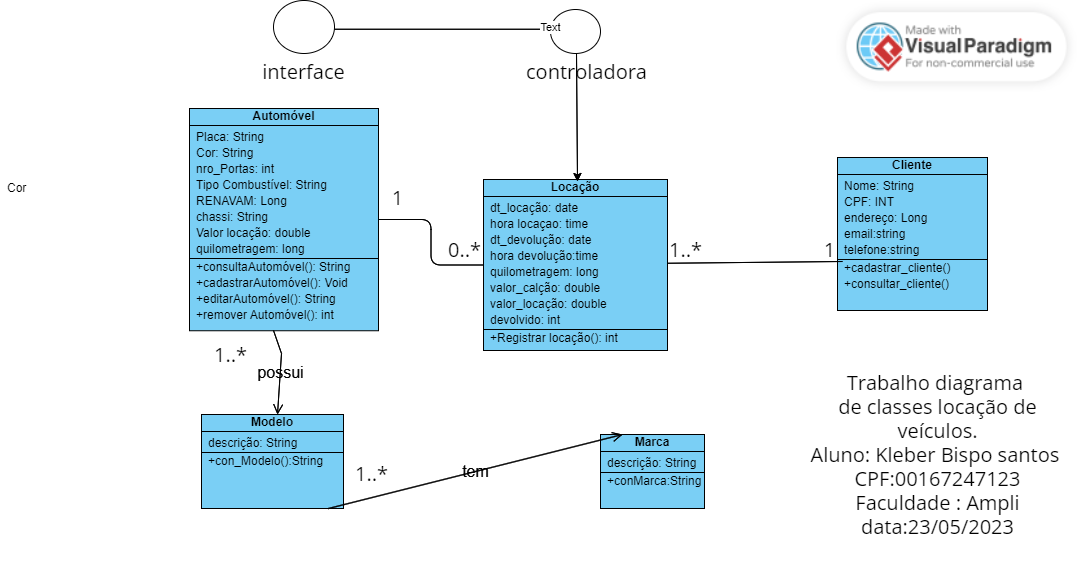 Text
interface
controladora
Made with
VisualParadigm
For non-commercial use
Cor
Automóvel
Placa: String
Cor: String
nro_Portas: int
Tipo Combustível: String
RENAVAM: Long
chassi: String
Valor locação: double
quilometragem: long
+consultaAutomóvel(): String
+cadastrarAutomóvel(): Void
+editarAutomóvel(): String
+remover Automóvel(): int
1
0..*
Locação
dt_locação: date
hora locaçao: time
dt_devolução: date
hora devolução:time
quilometragem: long
valor_calção: double
valor_locação: double
devolvido: int
+Registrar locação(): int
1..*
1
Cliente
Nome: String
CPF: INT
endereço: Long
email:string
telefone:string
+cadastrar_cliente()
+consultar_cliente()
1..*
possui
Modelo
descrição: String
+con_Modelo():String
1..*
tem
Marca
descrição: String
+conMarca:String
Trabalho diagrama
de classes locação de
veículos.
Aluno: Kleber Bispo santos
CPF:00167247123
Faculdade : Ampli
data:23/05/2023